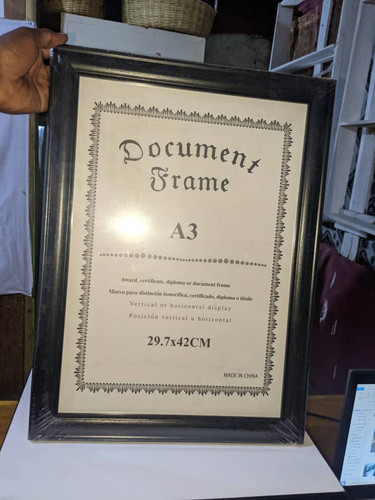 Document
Frame
A3
Award, certificate, diploma or document frame
Marco para distinción honorífica, certificado, diploma o título
Vertical or horizontal display
Posición vertical u horizontal
29.7x42CM
MADE IN CHINA